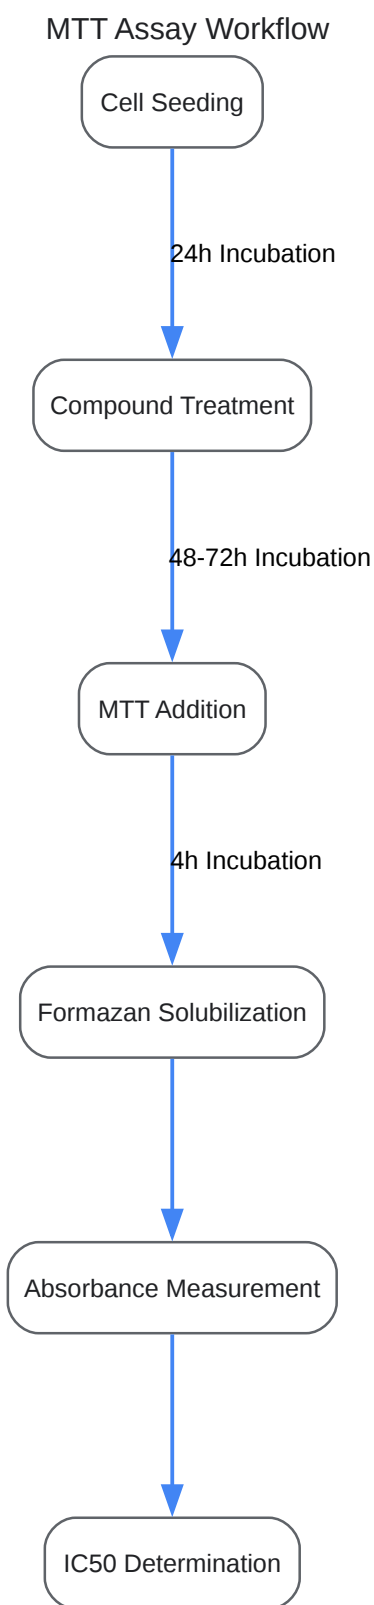 MTT Assay Workflow
Cell Seeding
24h Incubation
Compound Treatment
48-72h Incubation
MTT Addition
4h Incubation
Formazan Solubilization
Absorbance Measurement
IC50 Determination